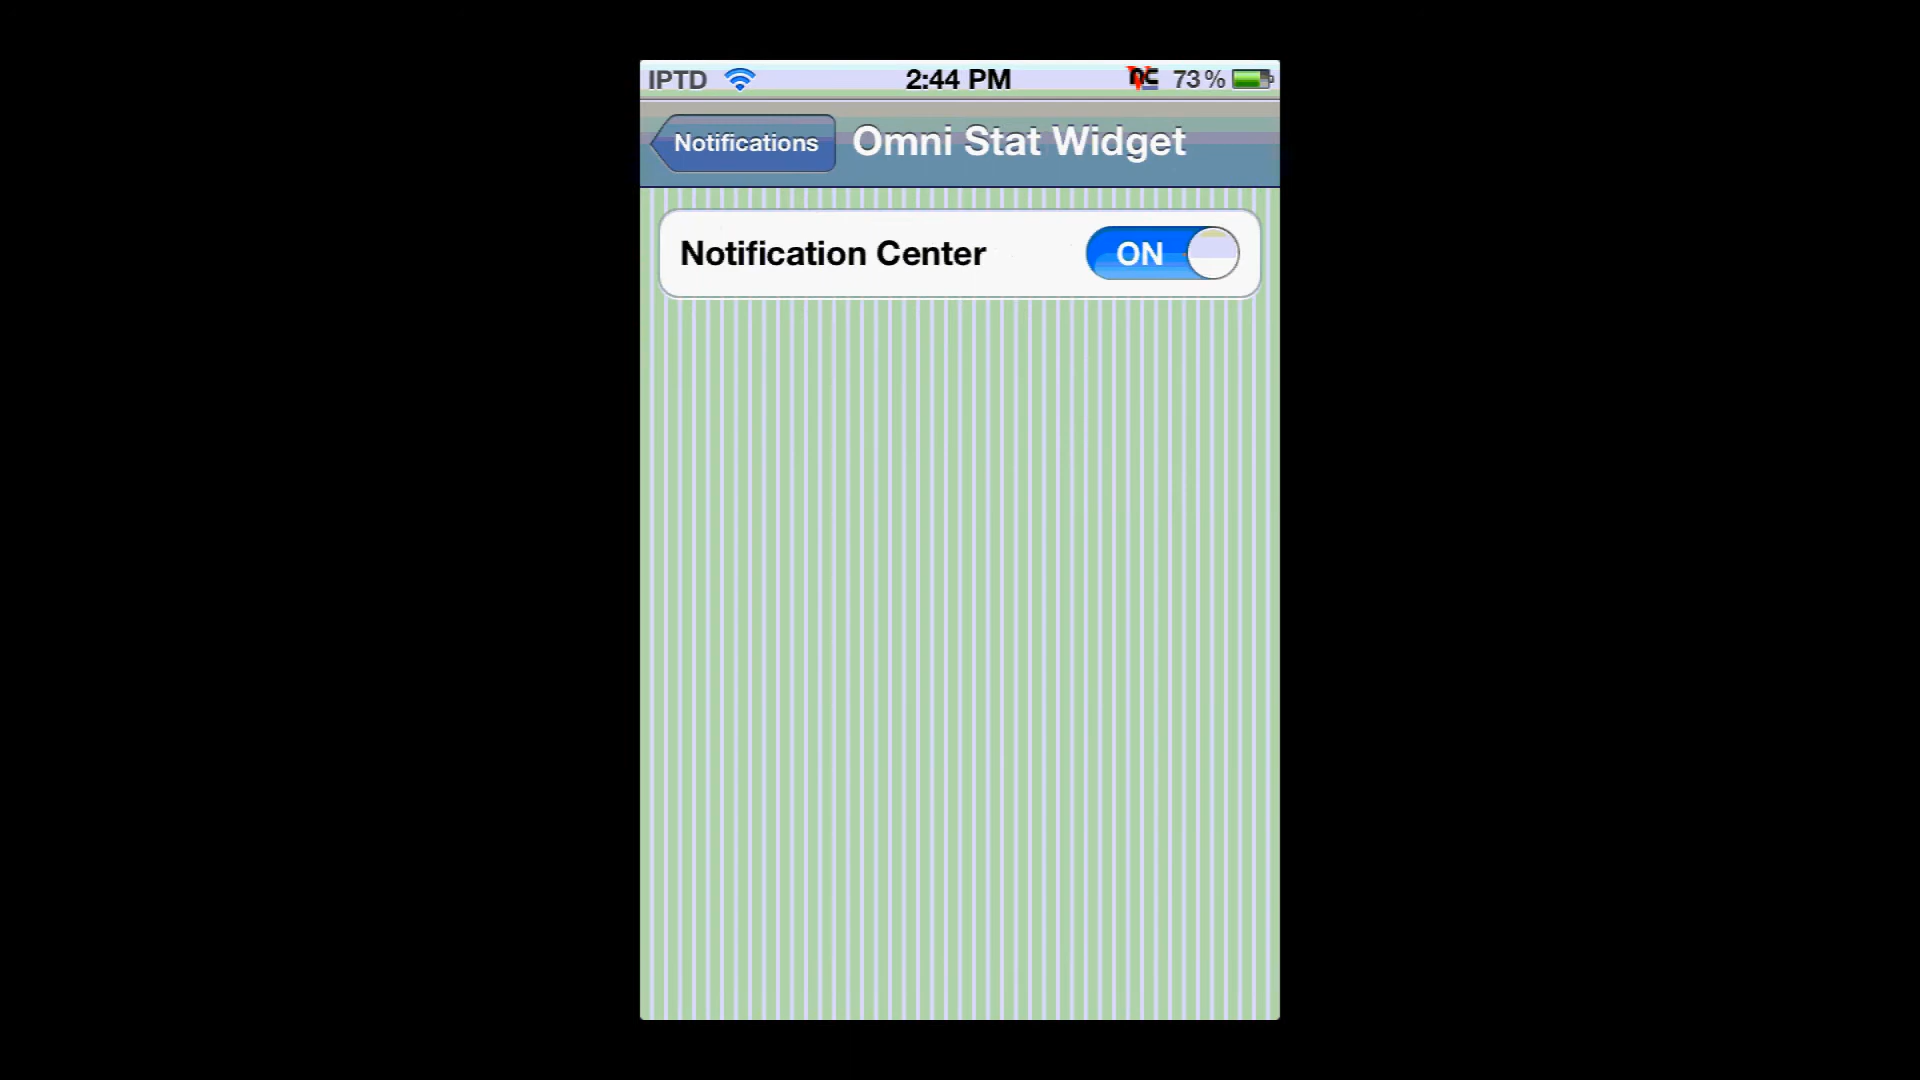 IPTD 2:44 PM 73%
Notifications Omni Stat Widget
Notification Center ON